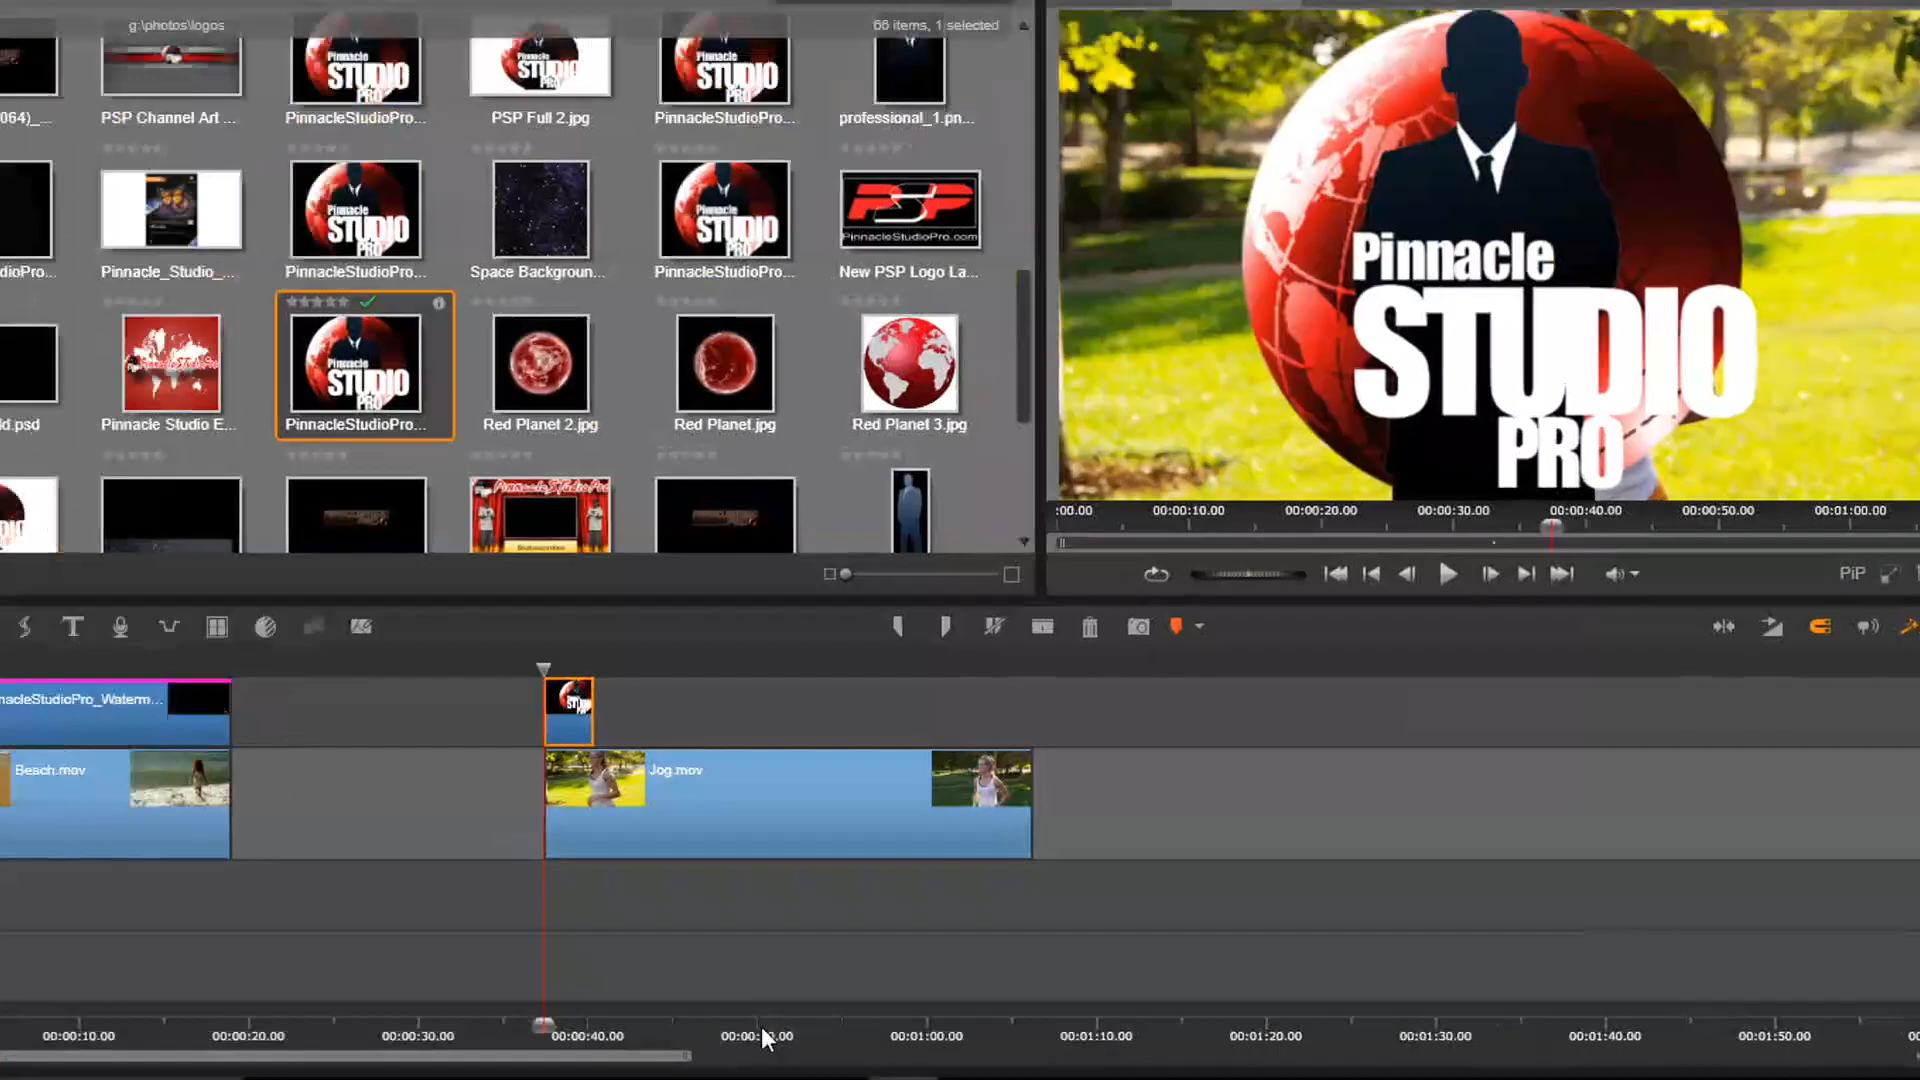 g:\photos\logos
66 items, 1 selected
064)_...
PSP Channel Art ...
PinnacleStudioPro...
PSP Full 2.jpg
PinnacleStudioPro...
professional_1.pn...
dioPro...
Pinnacle_Studio_...
PinnacleStudioPro...
Space Backgroun...
PinnacleStudioPro...
New PSP Logo La...
ld.psd
Pinnacle Studio E...
PinnacleStudioPro...
Red Planet 2.jpg
Red Planet.jpg
Red Planet 3.jpg
Pinnacle
STUDIO
PRO
PSP
PinnacleStudioPro.com
:00.00
00:00:10.00
00:00:20.00
00:00:30.00
00:00:40.00
00:00:50.00
00:01:00.00
PiP
nacleStudioPro_Waterm...
Beach.mov
Jog.mov
00:00:10.00
00:00:20.00
00:00:30.00
00:00:40.00
00:01:00.00
00:01:10.00
00:01:20.00
00:01:30.00
00:01:40.00
00:01:50.00